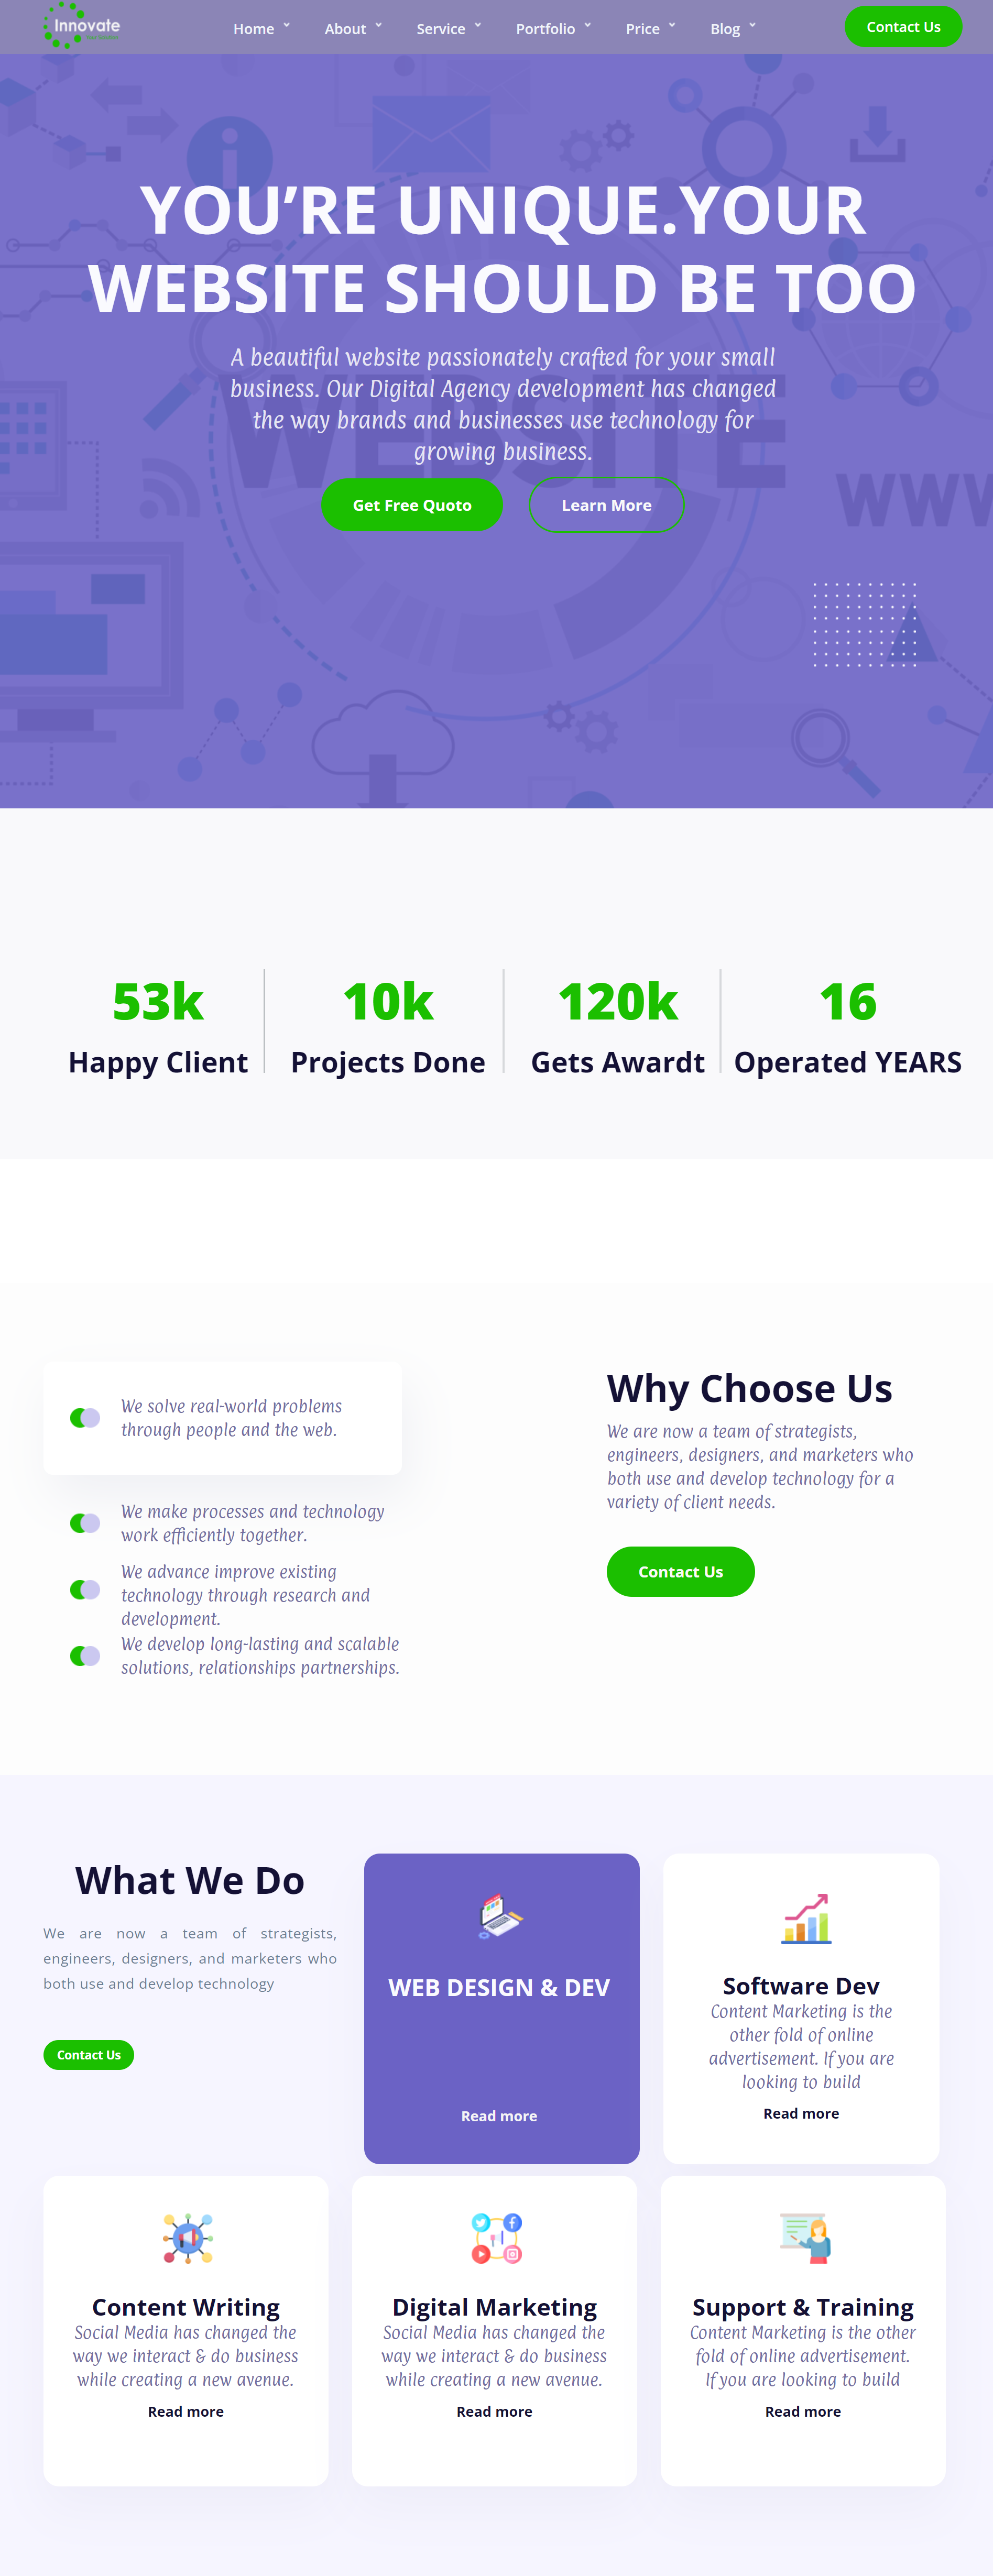 Innovate
Home
About
Service
Portfolio
Price
Blog
Contact Us
YOU’RE UNIQUE.YOUR
WEBSITE SHOULD BE TOO
A beautiful website passionately crafted for your small
business. Our Digital Agency development has changed
the way brands and businesses use technology for
growing business.
WEBSITE
WWW
Get Free Quoto
Learn More
53k
10k
120k
16
Happy Client
Projects Done
Gets Awardt
Operated YEARS
We solve real-world problems
through people and the web.
We make processes and technology
work efficiently together.
We advance improve existing
technology through research and
development.
We develop long-lasting and scalable
solutions, relationships partnerships.
Why Choose Us
We are now a team of strategists,
engineers, designers, and marketers who
both use and develop technology for a
variety of client needs.
Contact Us
What We Do
We are now a team of strategists,
engineers, designers, and marketers who
both use and develop technology
Contact Us
WEB DESIGN & DEV
Read more
Software Dev
Content Marketing is the
other fold of online
advertisement. If you are
looking to build
Read more
Content Writing
Social Media has changed the
way we interact & do business
while creating a new avenue.
Read more
Digital Marketing
Social Media has changed the
way we interact & do business
while creating a new avenue.
Read more
Support & Training
Content Marketing is the other
fold of online advertisement.
If you are looking to build
Read more